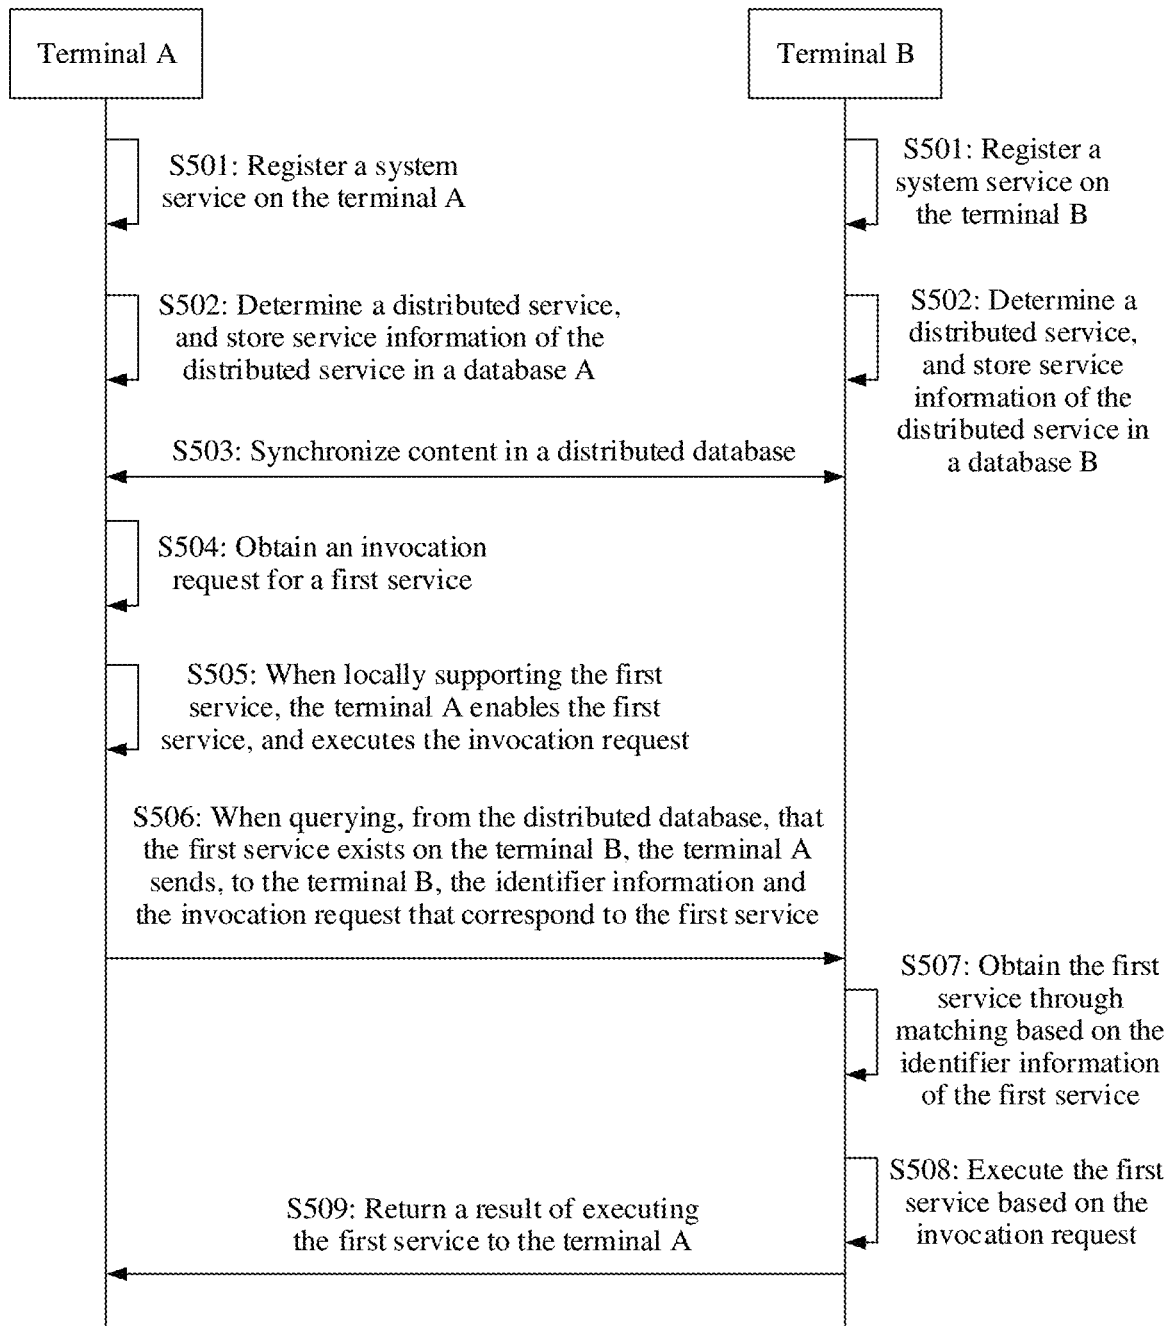 Terminal A
Terminal B
S501: Register a system
service on the terminal A
S501: Register a
system service on
the terminal B
S502: Determine a distributed service,
and store service information of the
distributed service in a database A
S502: Determine a
distributed service,
and store service
information of the
distributed service in
a database B
S503: Synchronize content in a distributed database
S504: Obtain an invocation
request for a first service
S505: When locally supporting the first
service, the terminal A enables the first
service, and executes the invocation request
S506: When querying, from the distributed database, that
the first service exists on the terminal B, the terminal A
sends, to the terminal B, the identifier information and
the invocation request that correspond to the first service
S507: Obtain the first
service through
matching based on the
identifier information
of the first service
S508: Execute the first
service based on the
invocation request
S509: Return a result of executing
the first service to the terminal A